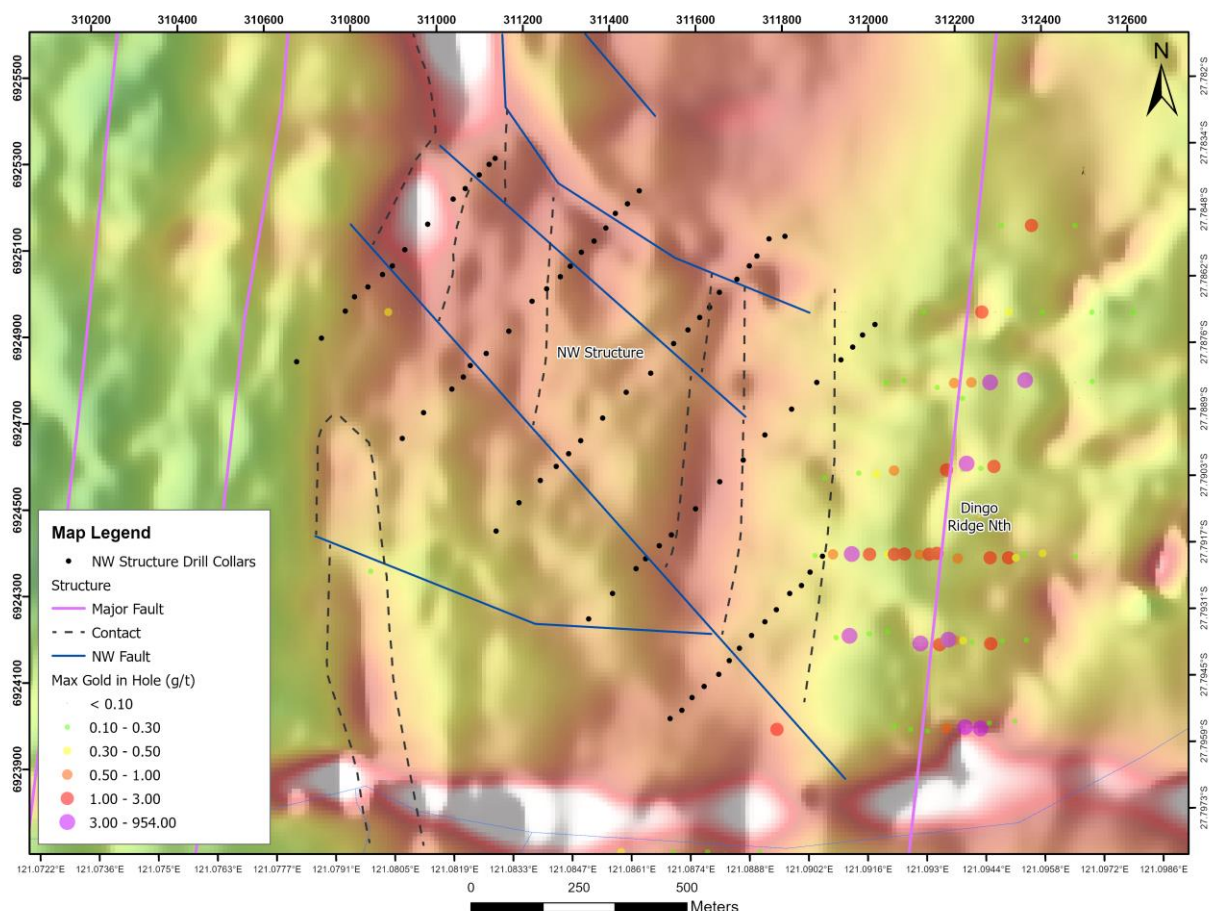 310200 310400 310600 310800 311000 311200 311400 311600 311800 312000 312200 312400 312600
N
6925500
6925300
6925100
6924900
6924700
6924500
6924300
6924100
6923900
27.782°S
27.7834°S
27.7848°S
27.7862°S
27.7876°S
27.7889°S
27.7903°S
27.7917°S
27.7931°S
27.7945°S
27.7959°S
27.7973°S
NW Structure
Dingo
Ridge Nth
Map Legend
NW Structure Drill Collars
Structure
Major Fault
Contact
NW Fault
Max Gold in Hole (g/t)
< 0.10
0.10 - 0.30
0.30 - 0.50
0.50 - 1.00
1.00 - 3.00
3.00 - 954.00
121.0722°E 121.0736°E 121.075°E 121.0763°E 121.0777°E 121.0791°E 121.0805°E 121.0819°E 121.0833°E 121.0847°E 121.0861°E 121.0874°E 121.0888°E 121.0902°E 121.0916°E 121.093°E 121.0944°E 121.0958°E 121.0972°E 121.0986°E
0 250 500
Meters